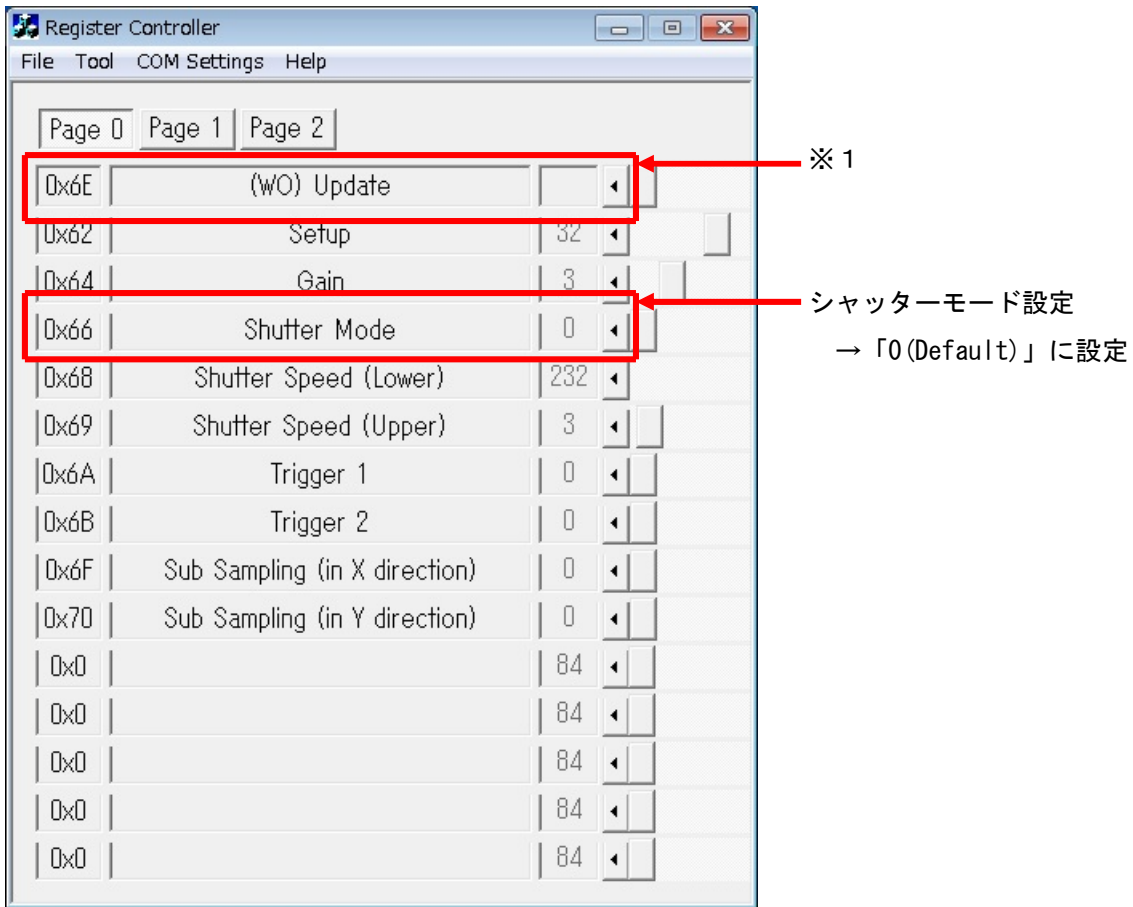 Register Controller
File Tool COM Settings Help
Page 0 Page 1 Page 2
0x6E (WO) Update
※1
0x62 Setup 32
0x64 Gain 3
0x66 Shutter Mode 0
シャッターモード設定
→「0(Default)」に設定
0x68 Shutter Speed (Lower) 232
0x69 Shutter Speed (Upper) 3
0x6A Trigger 1 0
0x6B Trigger 2 0
0x6F Sub Sampling (in X direction) 0
0x70 Sub Sampling (in Y direction) 0
0x0 84
0x0 84
0x0 84
0x0 84
0x0 84